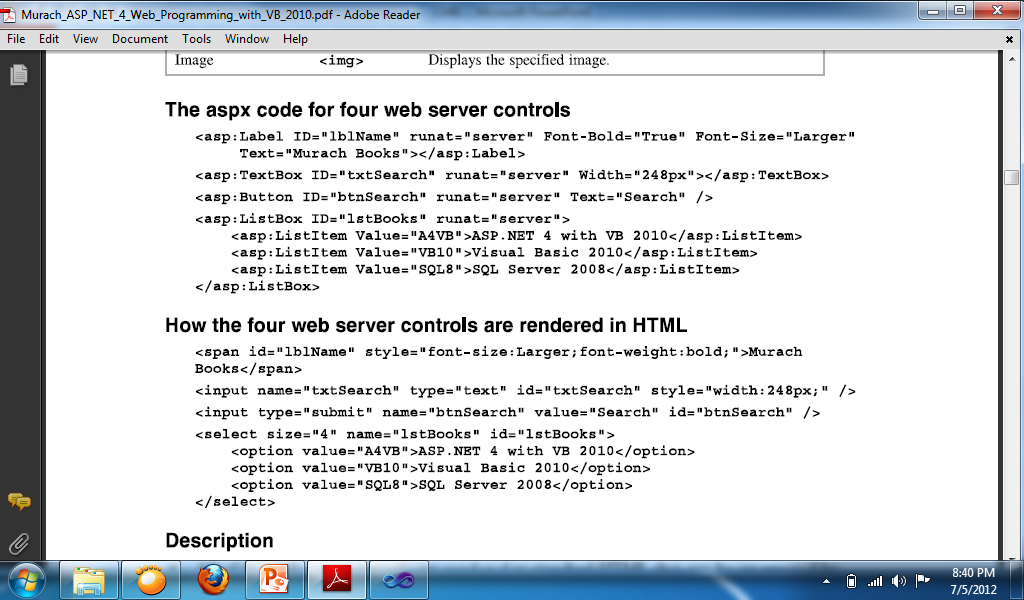 Murach_ASP_NET_4_Web_Programming_with_VB_2010.pdf - Adobe Reader
File Edit View Document Tools Window Help
Image <img> Displays the specified image.
The aspx code for four web server controls
<asp:Label ID="lblName" runat="server" Font-Bold="True" Font-Size="Larger"
Text="Murach Books"></asp:Label>
<asp:TextBox ID="txtSearch" runat="server" Width="248px"></asp:TextBox>
<asp:Button ID="btnSearch" runat="server" Text="Search" />
<asp:ListBox ID="lstBooks" runat="server">
<asp:ListItem Value="A4VB">ASP.NET 4 with VB 2010</asp:ListItem>
<asp:ListItem Value="VB10">Visual Basic 2010</asp:ListItem>
<asp:ListItem Value="SQL8">SQL Server 2008</asp:ListItem>
</asp:ListBox>
How the four web server controls are rendered in HTML
<span id="lblName" style="font-size:Larger;font-weight:bold;">Murach
Books</span>
<input name="txtSearch" type="text" id="txtSearch" style="width:248px;" />
<input type="submit" name="btnSearch" value="Search" id="btnSearch" />
<select size="4" name="lstBooks" id="lstBooks">
<option value="A4VB">ASP.NET 4 with VB 2010</option>
<option value="VB10">Visual Basic 2010</option>
<option value="SQL8">SQL Server 2008</option>
</select>
Description
8:40 PM
7/5/2012